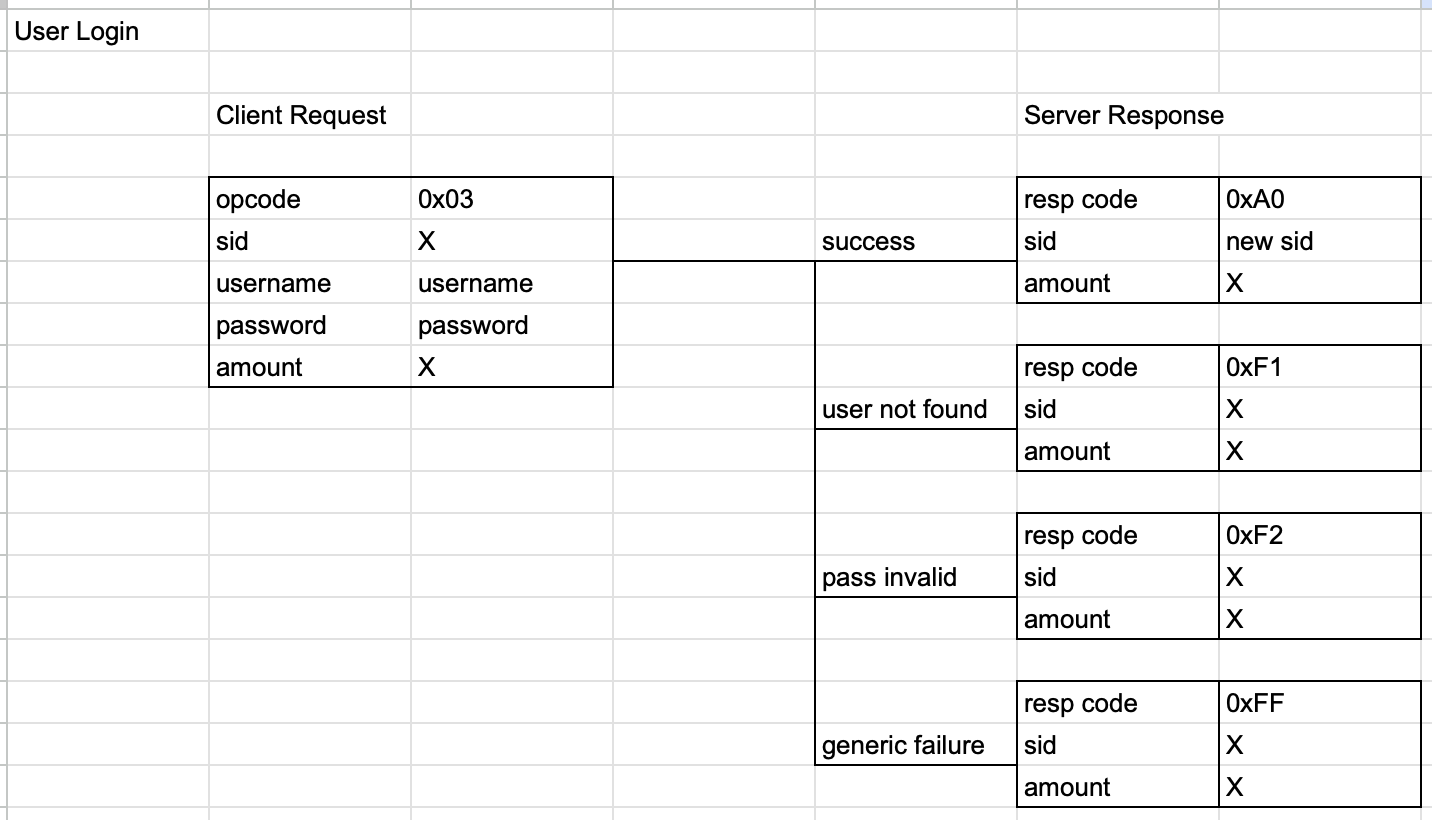 User Login
Client Request Server Response
opcode 0x03 resp code 0xA0
sid X success sid new sid
username username amount X
password password
amount X resp code 0xF1
user not found sid X
amount X
resp code 0xF2
pass invalid sid X
amount X
resp code 0xFF
generic failure sid X
amount X